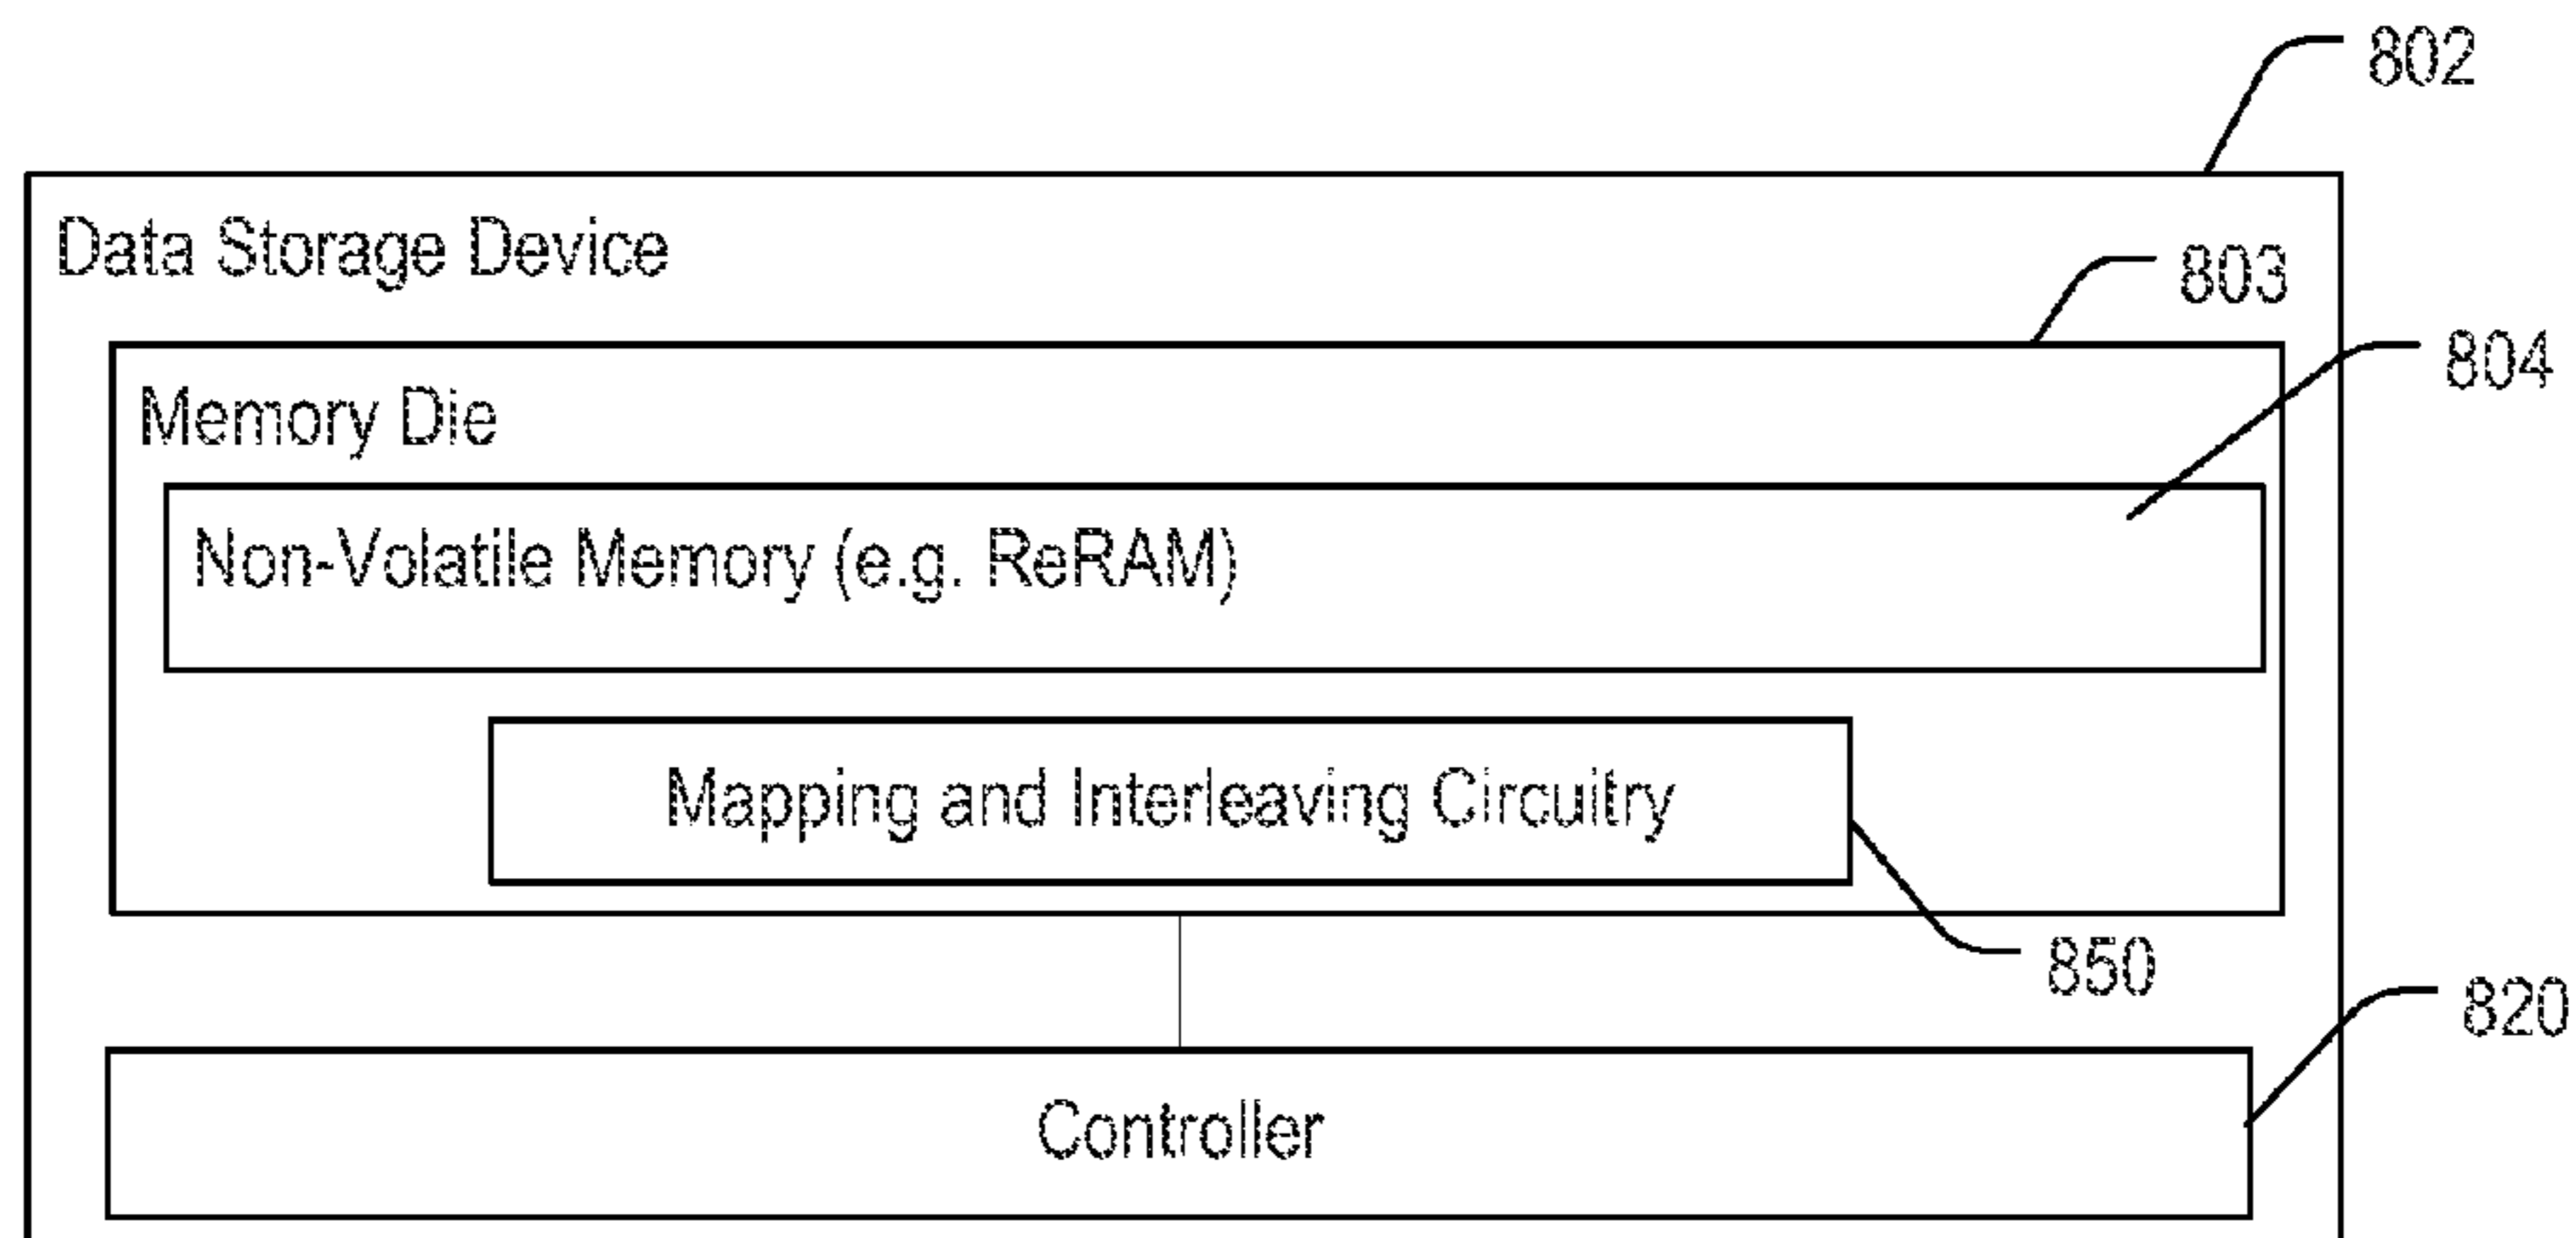 802
Data Storage Device
803
804
Memory Die
Non-Volatile Memory (e.g. ReRAM)
Mapping and Interleaving Circuitry
850
820
Controller